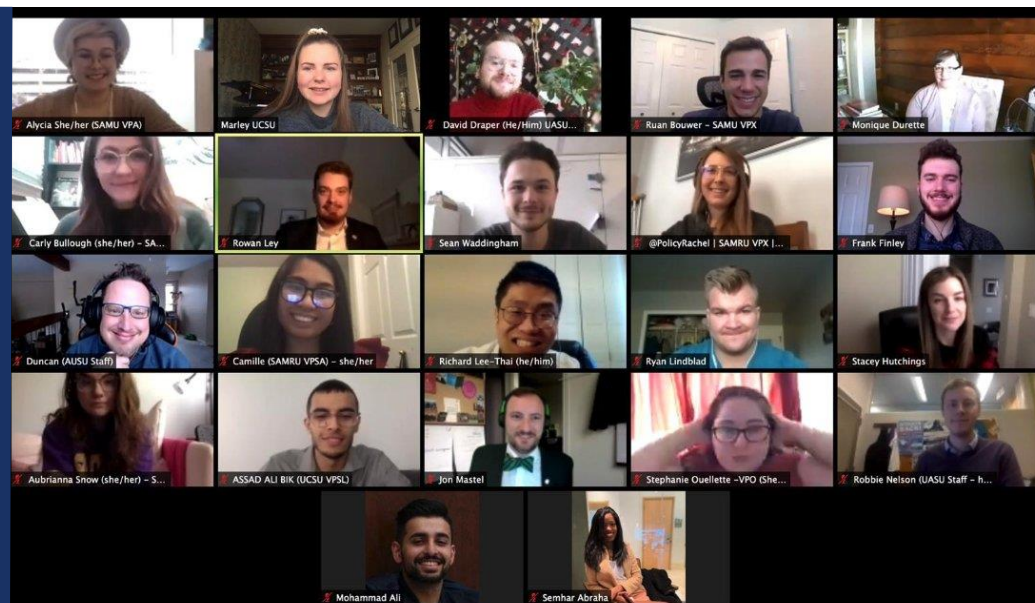 Alycia She/her (SAMU VPA)
Marley UCSU
David Draper (He/Him) UASU...
Ruan Bouwer - SAMU VPX
Monique Durette
Carly Bullough (she/her) - SA...
Rowan Ley
Sean Waddingham
@PolicyRachel | SAMRU VPX |...
Frank Finley
Duncan (AUSU Staff)
Camille (SAMRU VPSA) - she/her
Richard Lee-Thai (he/him)
Ryan Lindblad
Stacey Hutchings
Aubrianna Snow (she/her) - S...
ASSAD ALI BIK (UCSU VPSL)
Jon Mastel
Stephanie Ouellette -VPO (She...
Robbie Nelson (UASU Staff - h...
Mohammad Ali
Semhar Abraha